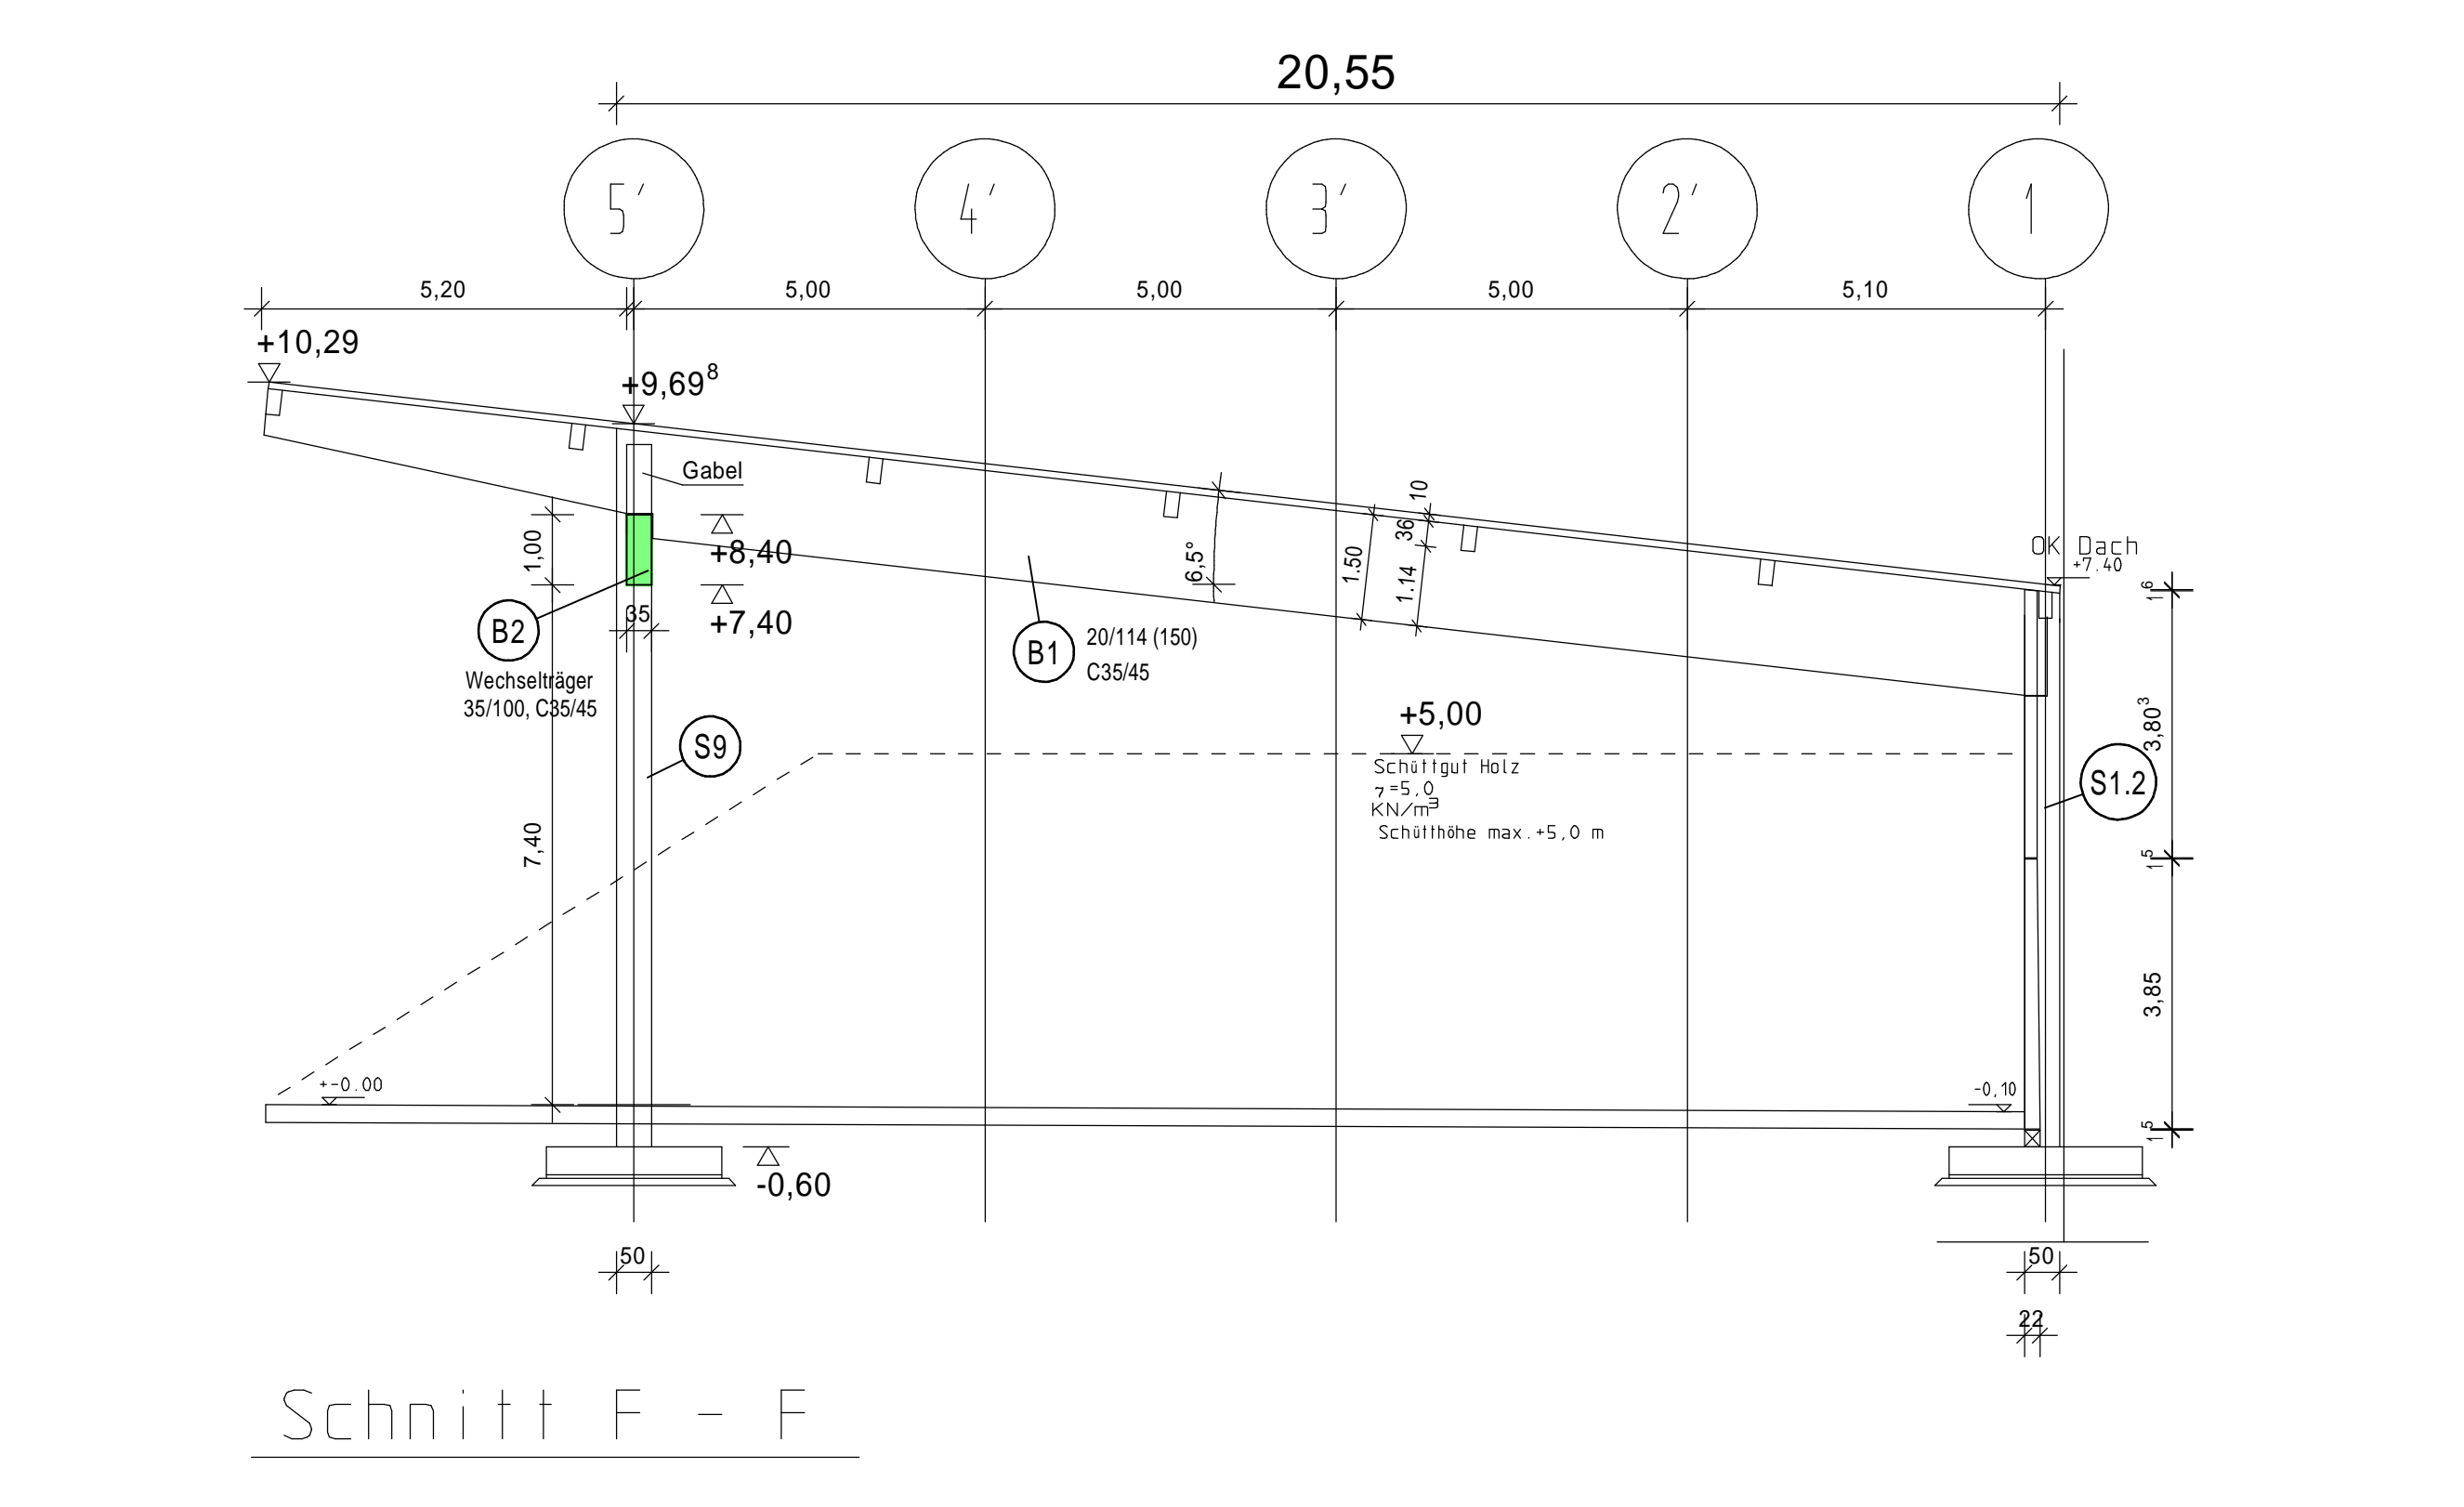 20,55
5′
4′
3′
2′
1
5,20
5,00
5,00
5,00
5,10
+10,29
+9,69⁸
Gabel
1,00
+8,40
+7,40
35
B2
Wechselträger
35/100, C35/45
B1
20/114 (150)
C35/45
6,5°
1.50
10
36
1.14
OK Dach
+7.40
1⁶
3,80³
S9
+5,00
Schüttgut Holz
γ=5,0
KN/m³
Schütthöhe max.+5,0 m
S1.2
7,40
1⁵
3,85
+-0.00
-0,10
1⁵
-0,60
50
50
22
Schnitt F - F